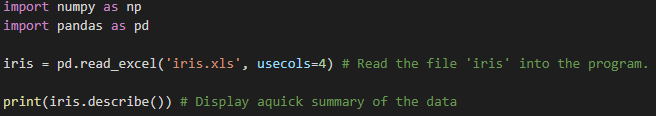 import numpy as np
import pandas as pd
iris = pd.read_excel('iris.xls', usecols=4) # Read the file 'iris' into the program.
print(iris.describe()) # Display aquick summary of the data